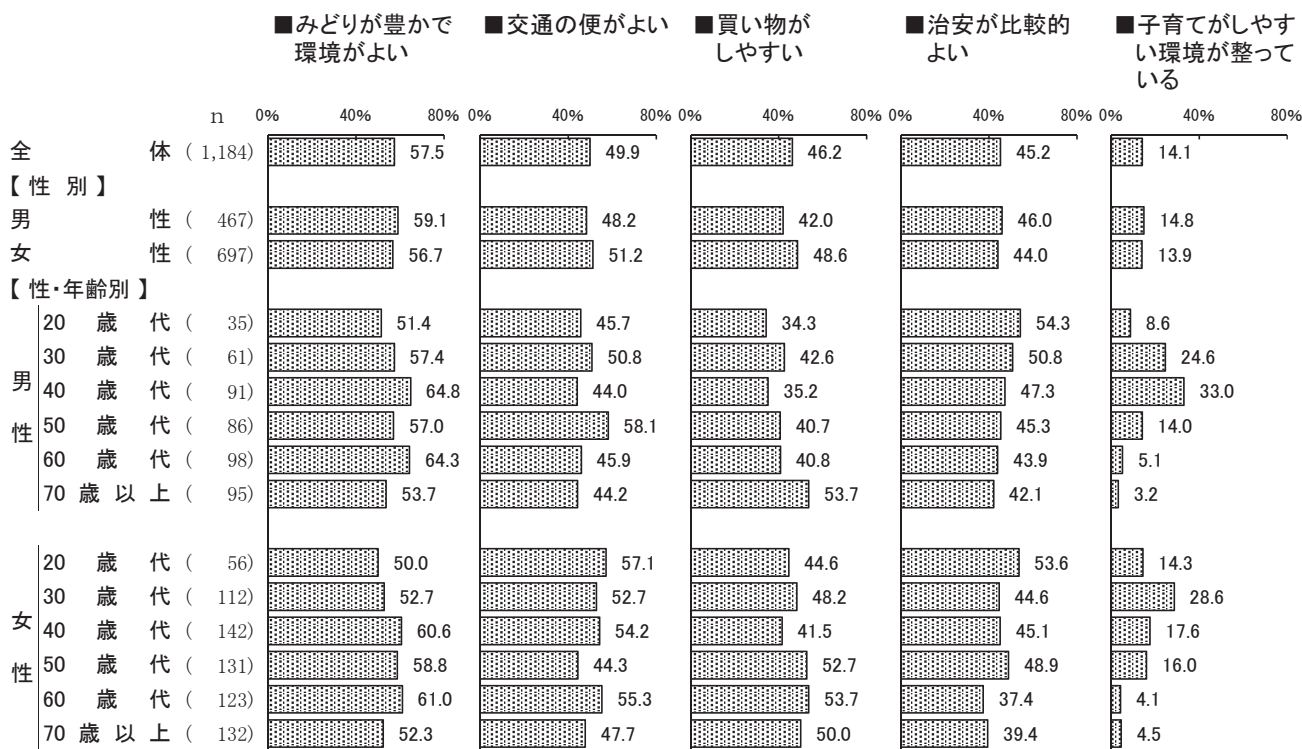 ■みどりが豊かで
環境がよい
■交通の便がよい
■買い物が
しやすい
■治安が比較的
よい
■子育てがしやす
い環境が整って
いる
n 0% 40% 80% 0% 40% 80% 0% 40% 80% 0% 40% 80% 0% 40% 80%
全体 ( 1,184) 57.5 49.9 46.2 45.2 14.1
【 性 別 】
男性 ( 467) 59.1 48.2 42.0 46.0 14.8
女性 ( 697) 56.7 51.2 48.6 44.0 13.9
【 性・年齢別 】
男性
20 歳代 ( 35) 51.4 45.7 34.3 54.3 8.6
30 歳代 ( 61) 57.4 50.8 42.6 50.8 24.6
40 歳代 ( 91) 64.8 44.0 35.2 47.3 33.0
50 歳代 ( 86) 57.0 58.1 40.7 45.3 14.0
60 歳代 ( 98) 64.3 45.9 40.8 43.9 5.1
70 歳以上 ( 95) 53.7 44.2 53.7 42.1 3.2
女性
20 歳代 ( 56) 50.0 57.1 44.6 53.6 14.3
30 歳代 ( 112) 52.7 52.7 48.2 44.6 28.6
40 歳代 ( 142) 60.6 54.2 41.5 45.1 17.6
50 歳代 ( 131) 58.8 44.3 52.7 48.9 16.0
60 歳代 ( 123) 61.0 55.3 53.7 37.4 4.1
70 歳以上 ( 132) 52.3 47.7 50.0 39.4 4.5